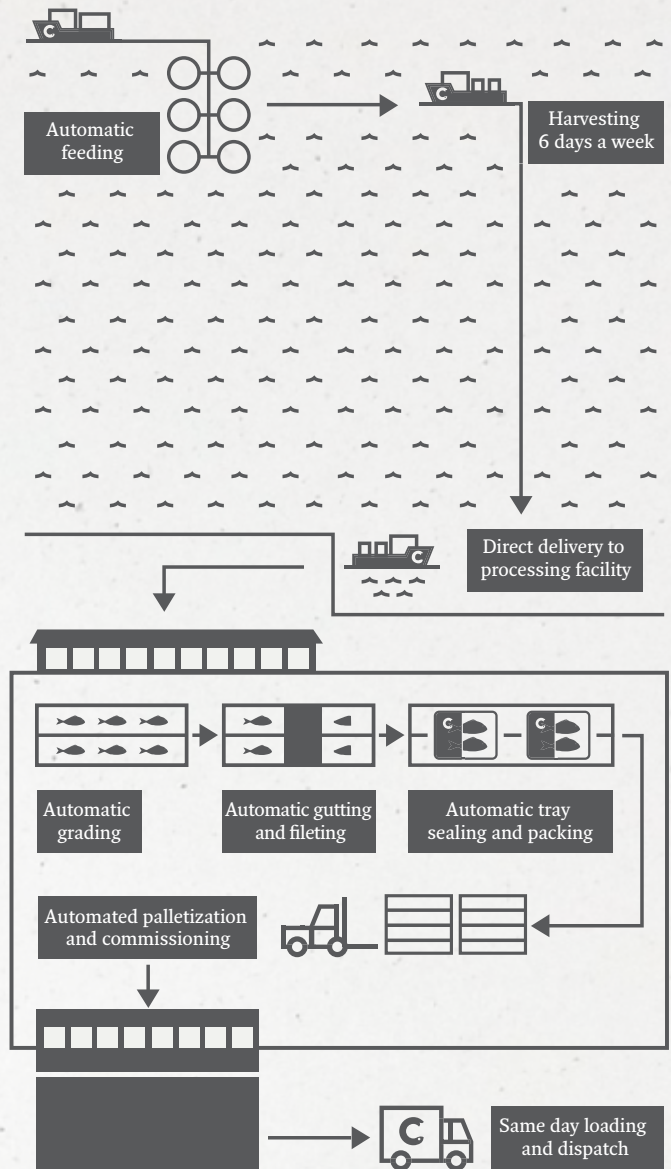 Automatic
feeding
Harvesting
6 days a week
Direct delivery to
processing facility
Automatic
grading
Automatic gutting
and fileting
Automatic tray
sealing and packing
Automated palletization
and commissioning
Same day loading
and dispatch